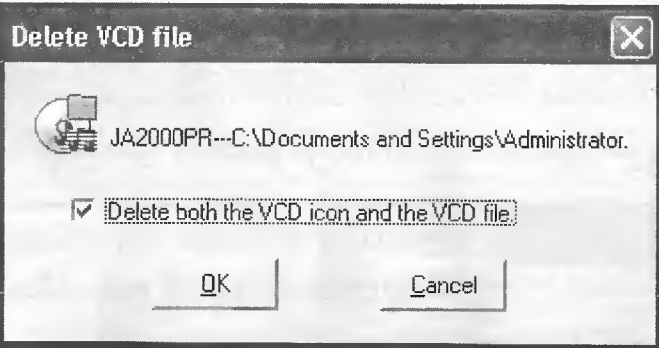 Delete VCD file
JA2000PR---C:\Documents and Settings\Administrator.
Delete both the VCD icon and the VCD file.
OK
Cancel